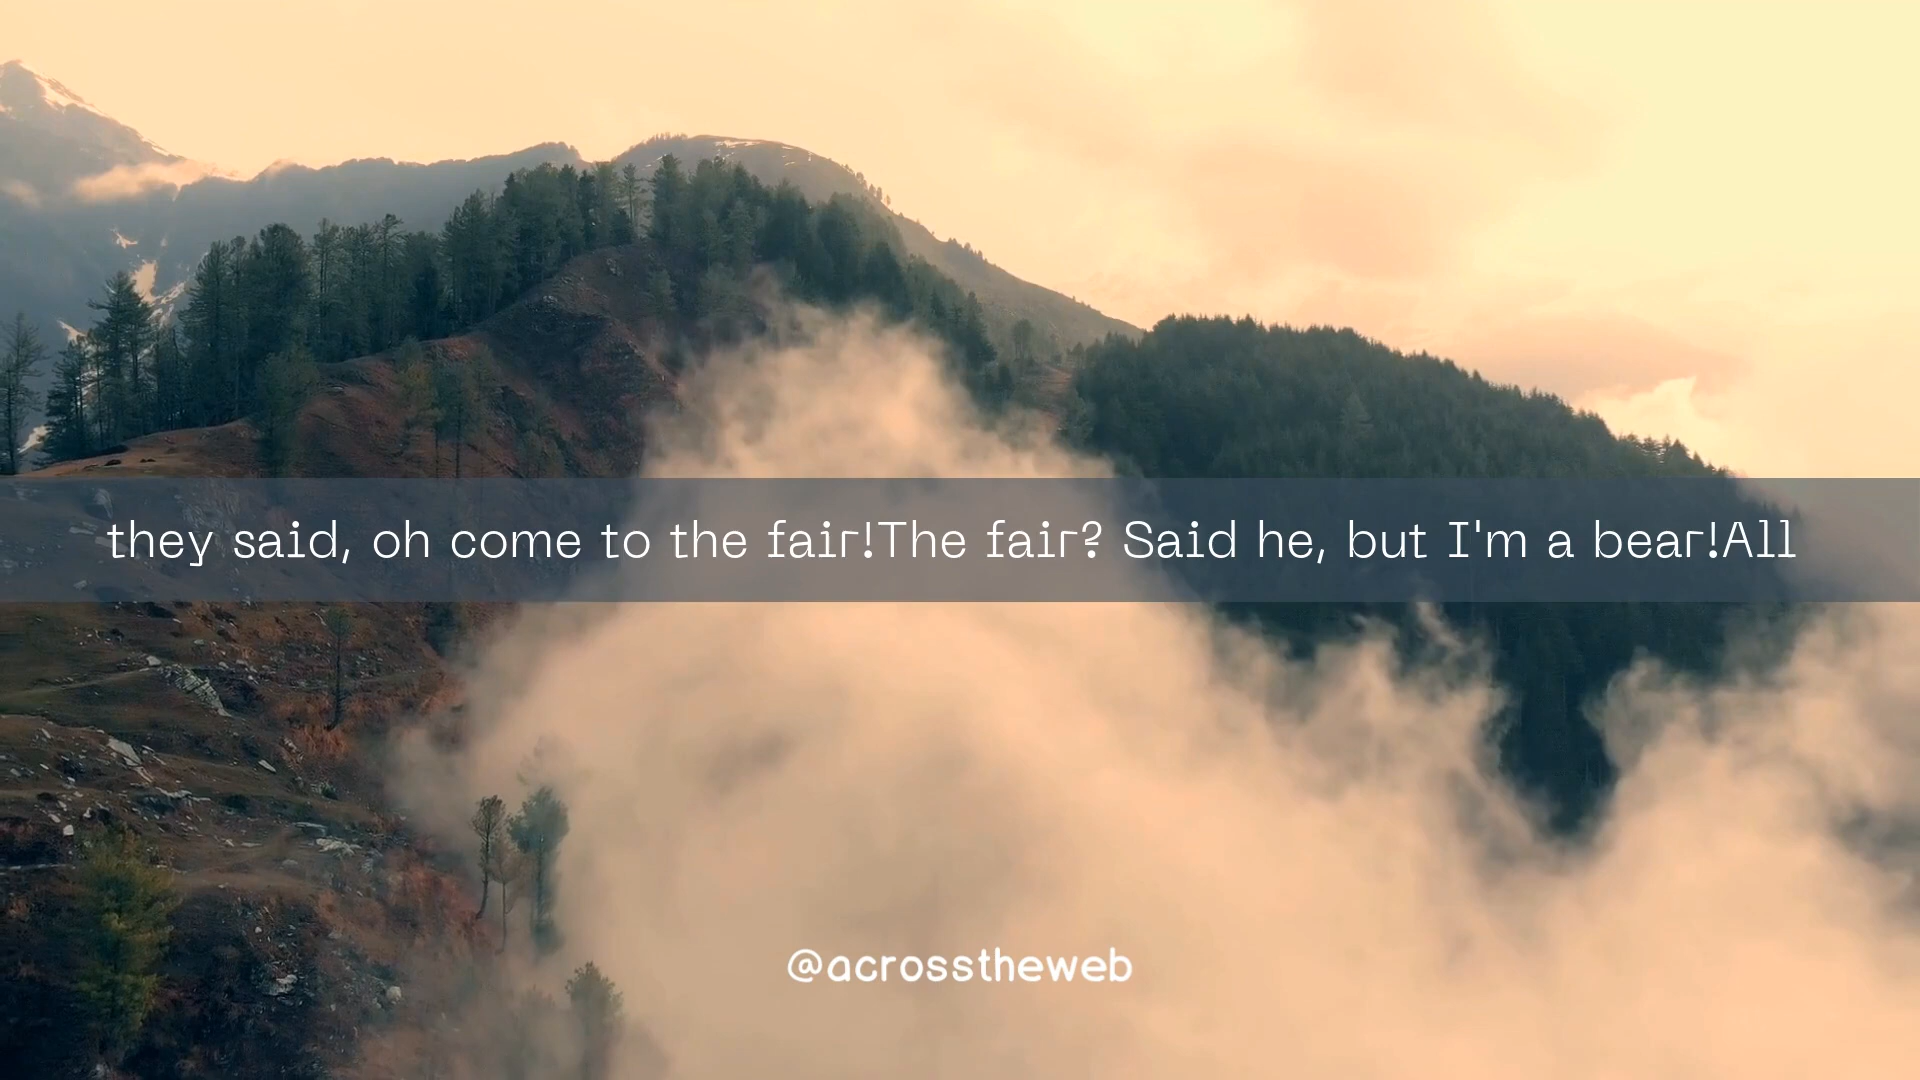 they said, oh come to the fair!The fair? Said he, but I'm a bear!All
@acrosstheweb